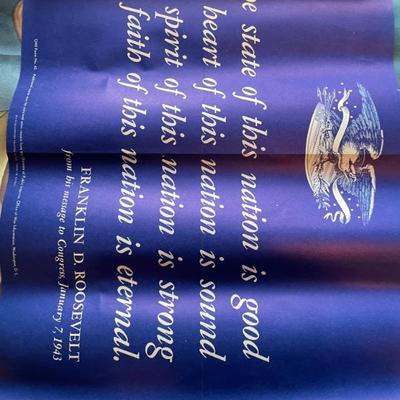 e state of this nation is good
heart of this nation is sound
spirit of this nation is strong
faith of this nation is eternal.
FRANKLIN D. ROOSEVELT
from his message to Congress, January 7, 1943